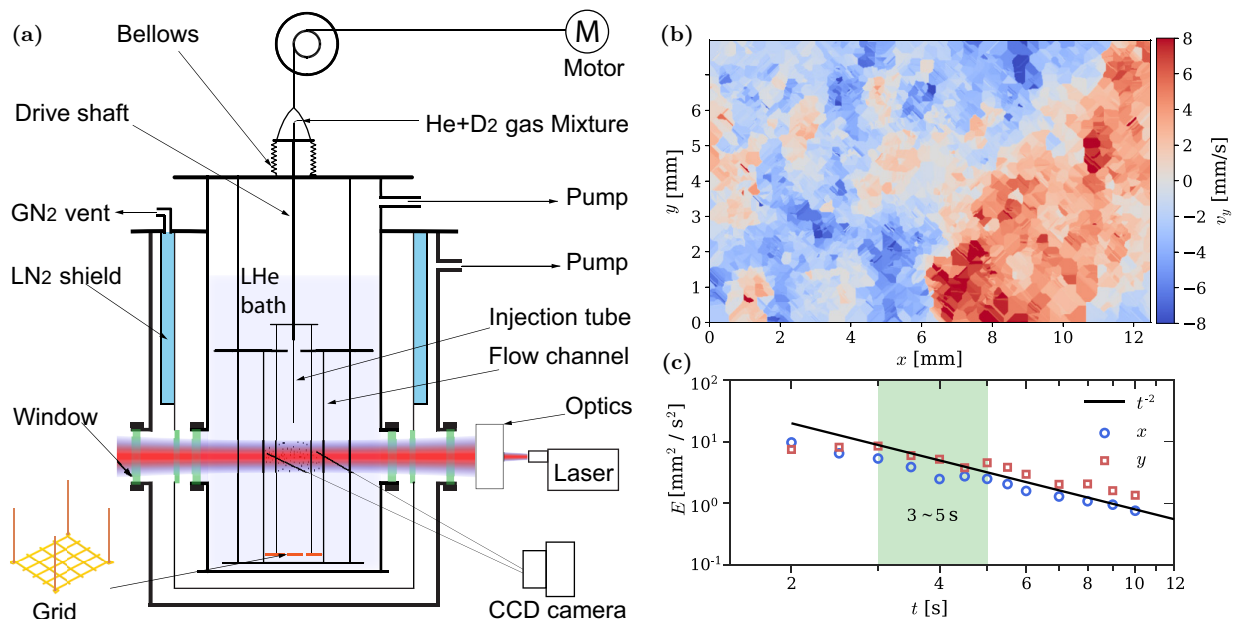 (a)
Bellows
M
Motor
Drive shaft
He+D2 gas Mixture
GN2 vent
Pump
LN2 shield
Pump
LHe
bath
Injection tube
Flow channel
Window
Optics
Laser
Grid
CCD camera
(b)
y [mm]
7
6
5
4
3
2
1
0
0 2 4 6 8 10 12
x [mm]
8
6
4
2
0
−2
−4
−6
−8
v_y [mm/s]
(c)
E [mm² / s²]
10²
10¹
10⁰
10⁻¹
t⁻²
x
y
3 ~ 5 s
2 4 6 8 10 12
t [s]